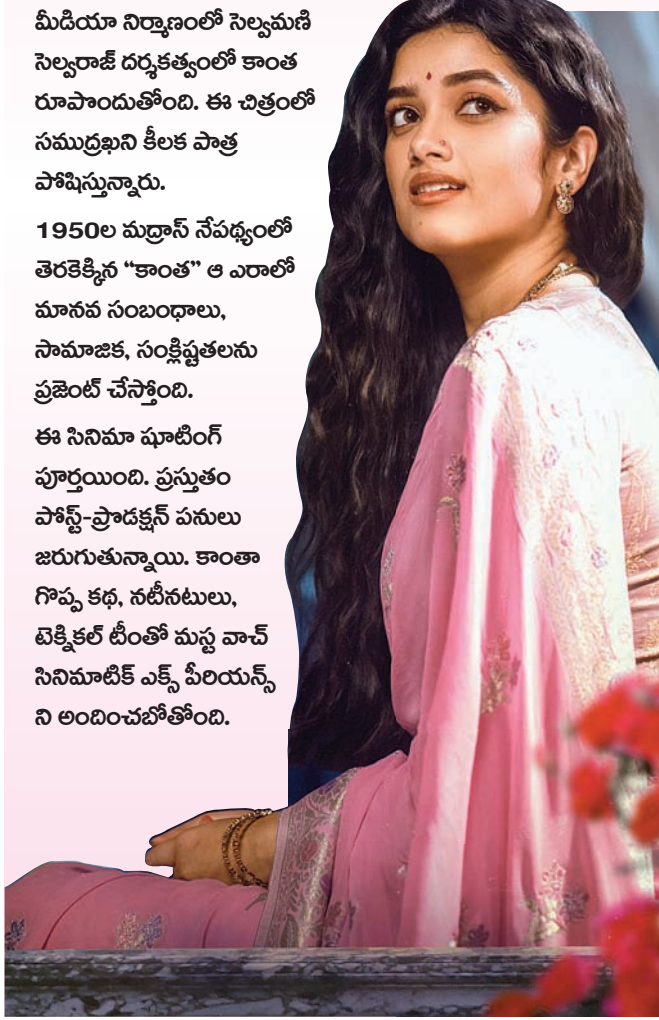 మీడియా నిర్మాణంలో సెల్వమణి
సెల్వరాజ్ దర్శకత్వంలో కాంత
రూపొందుతోంది. ఈ చిత్రంలో
సముద్రఖని కీలక పాత్ర
పోషిస్తున్నారు.
1950ల మద్రాస్ నేపథ్యంలో
తెరకెక్కిన “కాంత” ఆ ఎరాలో
మానవ సంబంధాలు,
సామాజిక, సంక్లిష్టతలను
ప్రజెంట్ చేస్తోంది.
ఈ సినిమా షూటింగ్
పూర్తయింది. ప్రస్తుతం
పోస్ట్-ప్రొడక్షన్ పనులు
జరుగుతున్నాయి. కాంతా
గొప్ప కథ, నటీనటులు,
టెక్నికల్ టీంతో మస్ట వాచ్
సినిమాటిక్ ఎక్స్ పీరియన్స్
ని అందించబోతోంది.